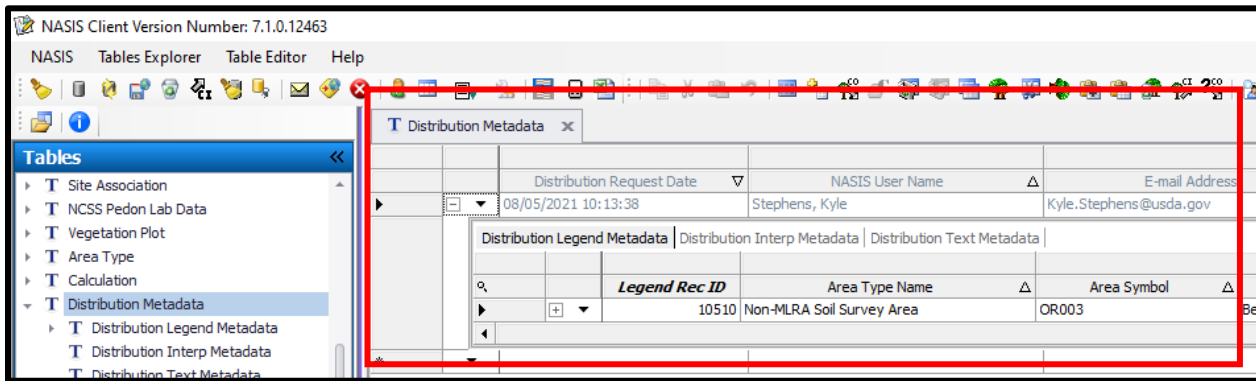 NASIS Client Version Number: 7.1.0.12463
NASIS Tables Explorer Table Editor Help
T Distribution Metadata
Tables
T Site Association
T NCSS Pedon Lab Data
T Vegetation Plot
T Area Type
T Calculation
T Distribution Metadata
T Distribution Legend Metadata
T Distribution Interp Metadata
T Distribution Text Metadata
Distribution Request Date NASIS User Name E-mail Address
08/05/2021 10:13:38 Stephens, Kyle Kyle.Stephens@usda.gov
Distribution Legend Metadata Distribution Interp Metadata Distribution Text Metadata
Legend Rec ID Area Type Name Area Symbol
10510 Non-MLRA Soil Survey Area OR003